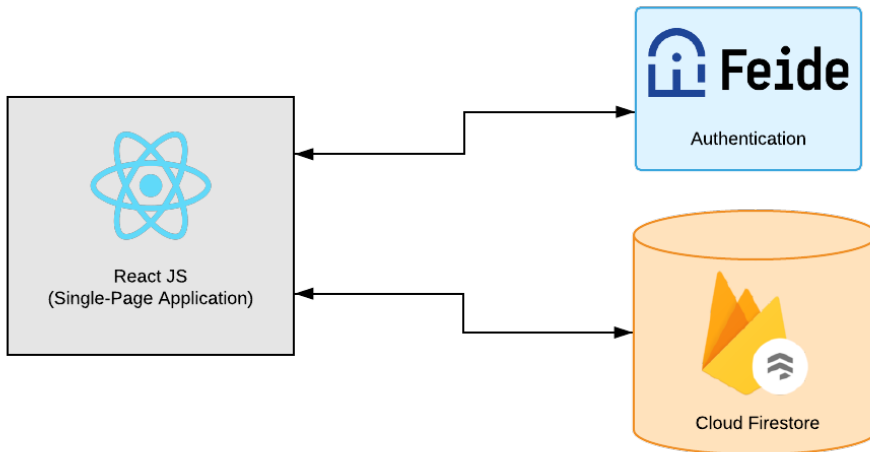 Feide
Authentication
React JS
(Single-Page Application)
Cloud Firestore